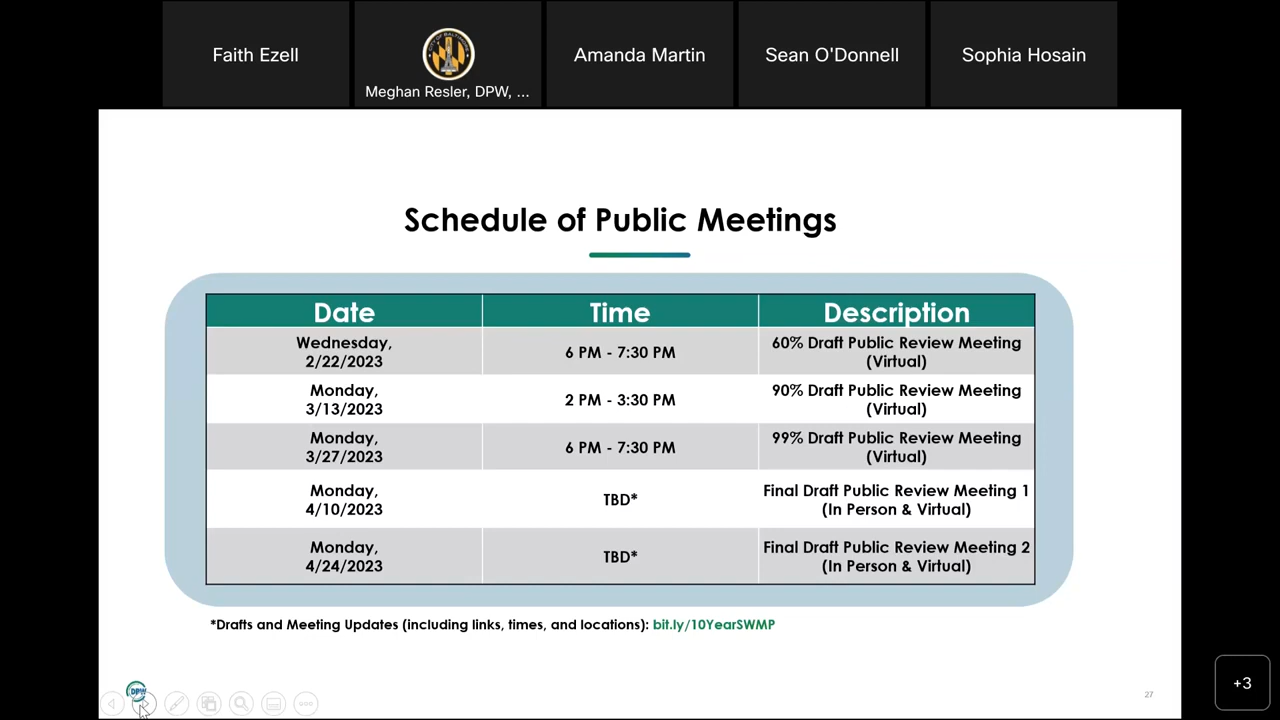 Faith Ezell
Meghan Resler, DPW, ...
Amanda Martin
Sean O'Donnell
Sophia Hosain
Schedule of Public Meetings
Date Time Description
Wednesday,
2/22/2023
6 PM - 7:30 PM
60% Draft Public Review Meeting
(Virtual)
Monday,
3/13/2023
2 PM - 3:30 PM
90% Draft Public Review Meeting
(Virtual)
Monday,
3/27/2023
6 PM - 7:30 PM
99% Draft Public Review Meeting
(Virtual)
Monday,
4/10/2023
TBD*
Final Draft Public Review Meeting 1
(In Person & Virtual)
Monday,
4/24/2023
TBD*
Final Draft Public Review Meeting 2
(In Person & Virtual)
*Drafts and Meeting Updates (including links, times, and locations): bit.ly/10YearSWMP
DPW
27
+3